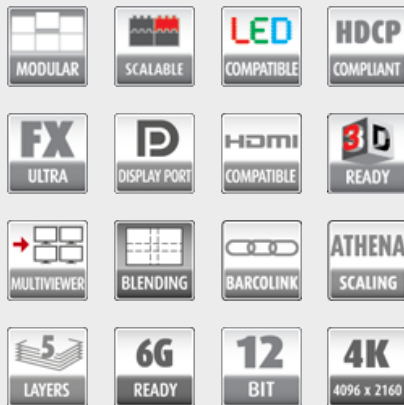 MODULAR
SCALABLE
LED
COMPATIBLE
HDCP
COMPLIANT
FX
ULTRA
D
DISPLAY PORT
HDMI
COMPATIBLE
3D
READY
MULTIVIEWER
BLENDING
BARCOLINK
ATHENA
SCALING
5
LAYERS
6G
READY
12
BIT
4K
4096 x 2160